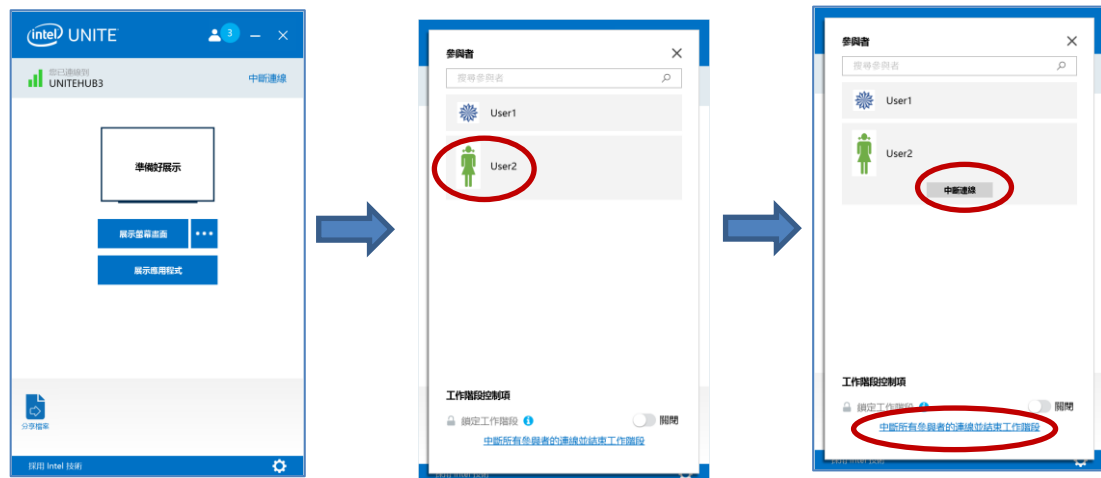 intel UNITE
3
您已連線到
UNITEHUB3
中斷連線
準備好展示
展示螢幕畫面
展示應用程式
分享檔案
採用 Intel 技術
參與者
搜尋參與者
User1
User2
工作階段控制項
鎖定工作階段
關閉
中斷所有參與者的連線並結束工作階段
參與者
搜尋參與者
User1
User2
中斷連線
工作階段控制項
鎖定工作階段
關閉
中斷所有參與者的連線並結束工作階段